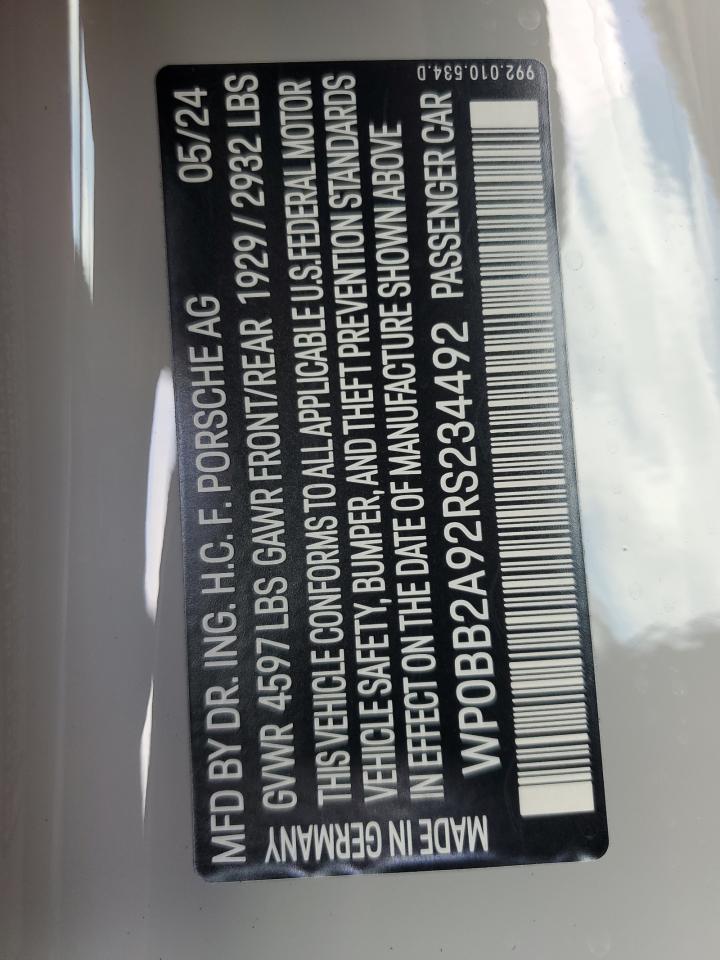 MFD BY DR. ING. H.C. F. PORSCHE AG 05/24
GVWR 4597 LBS GAWR FRONT/REAR 1929 / 2932 LBS
THIS VEHICLE CONFORMS TO ALL APPLICABLE U.S.FEDERAL MOTOR
VEHICLE SAFETY, BUMPER, AND THEFT PREVENTION STANDARDS
IN EFFECT ON THE DATE OF MANUFACTURE SHOWN ABOVE
WP0BB2A92RS234492 PASSENGER CAR
MADE IN GERMANY
992.010.534.D